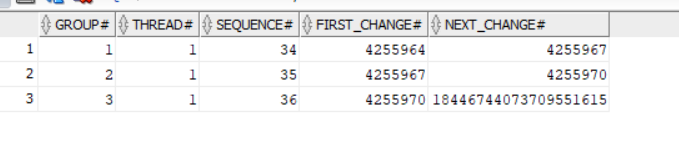 GROUP# THREAD# SEQUENCE# FIRST_CHANGE# NEXT_CHANGE#
1 1 1 34 4255964 4255967
2 2 1 35 4255967 4255970
3 3 1 36 4255970 18446744073709551615